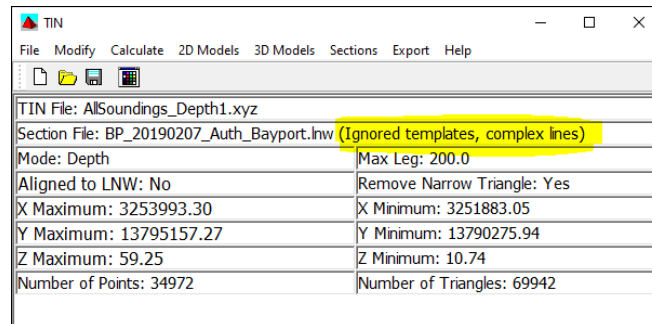 TIN
File Modify Calculate 2D Models 3D Models Sections Export Help
TIN File: AllSoundings_Depth1.xyz
Section File: BP_20190207_Auth_Bayport.lnw (Ignored templates, complex lines)
Mode: Depth Max Leg: 200.0
Aligned to LNW: No Remove Narrow Triangle: Yes
X Maximum: 3253993.30 X Minimum: 3251883.05
Y Maximum: 13795157.27 Y Minimum: 13790275.94
Z Maximum: 59.25 Z Minimum: 10.74
Number of Points: 34972 Number of Triangles: 69942